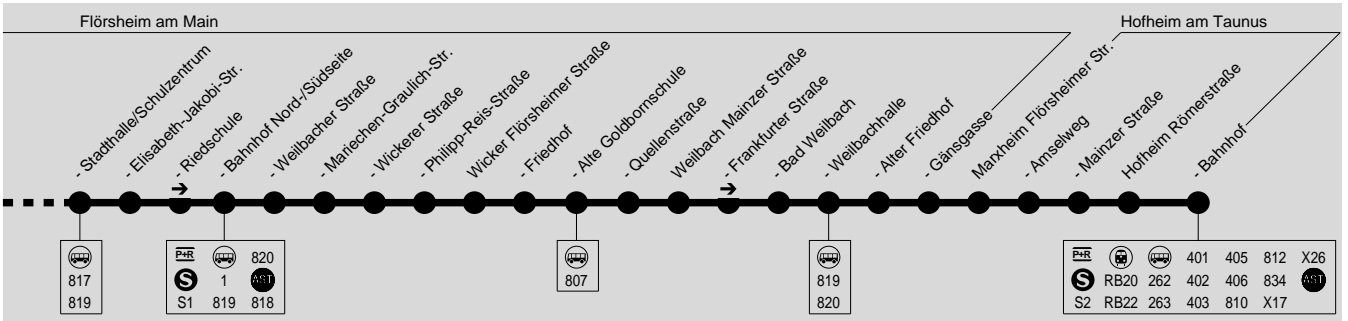 Flörsheim am Main
Hofheim am Taunus
- Stadthalle/Schulzentrum
- Elisabeth-Jakobi-Str.
- Riedschule
- Bahnhof Nord-/Südseite
- Weilbacher Straße
- Mariechen-Graulich-Str.
- Wickerer Straße
- Philipp-Reis-Straße
Wicker Flörsheimer Straße
- Friedhof
- Alte Goldbornschule
- Quellenstraße
Weilbach Mainzer Straße
- Frankfurter Straße
- Bad Weilbach
- Weilbachhalle
- Alter Friedhof
- Gänsgasse
Marxheim Flörsheimer Str.
- Amselweg
- Mainzer Straße
Hofheim Römerstraße
- Bahnhof
817
819
P+R 820
S 1 AST
S1 819 818
807
819
820
P+R 401 405 812 X26
S RB20 262 402 406 834 AST
S2 RB22 263 403 810 X17